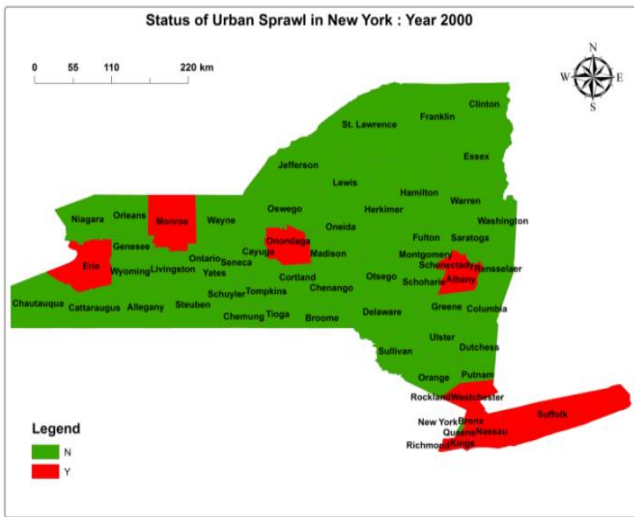 Status of Urban Sprawl in New York : Year 2000
0 55 110 220 km
N
W E
S
Clinton
Franklin
St. Lawrence
Essex
Jefferson
Lewis
Hamilton
Warren
Oswego
Herkimer
Washington
Niagara
Orleans
Monroe
Wayne
Oneida
Fulton
Saratoga
Onondaga
Genesee
Cayuga
Madison
Montgomery
Erie
Wyoming
Livingston
Ontario
Seneca
Schenectady
Rensselaer
Yates
Cortland
Otsego
Schoharie
Albany
Chautauqua
Cattaraugus
Allegany
Steuben
Schuyler
Tompkins
Chenango
Chemung
Tioga
Broome
Delaware
Greene
Columbia
Ulster
Sullivan
Dutchess
Orange
Putnam
Rockland
Westchester
New York
Bronx
Suffolk
Queens
Nassau
Richmond
Kings
Legend
N
Y